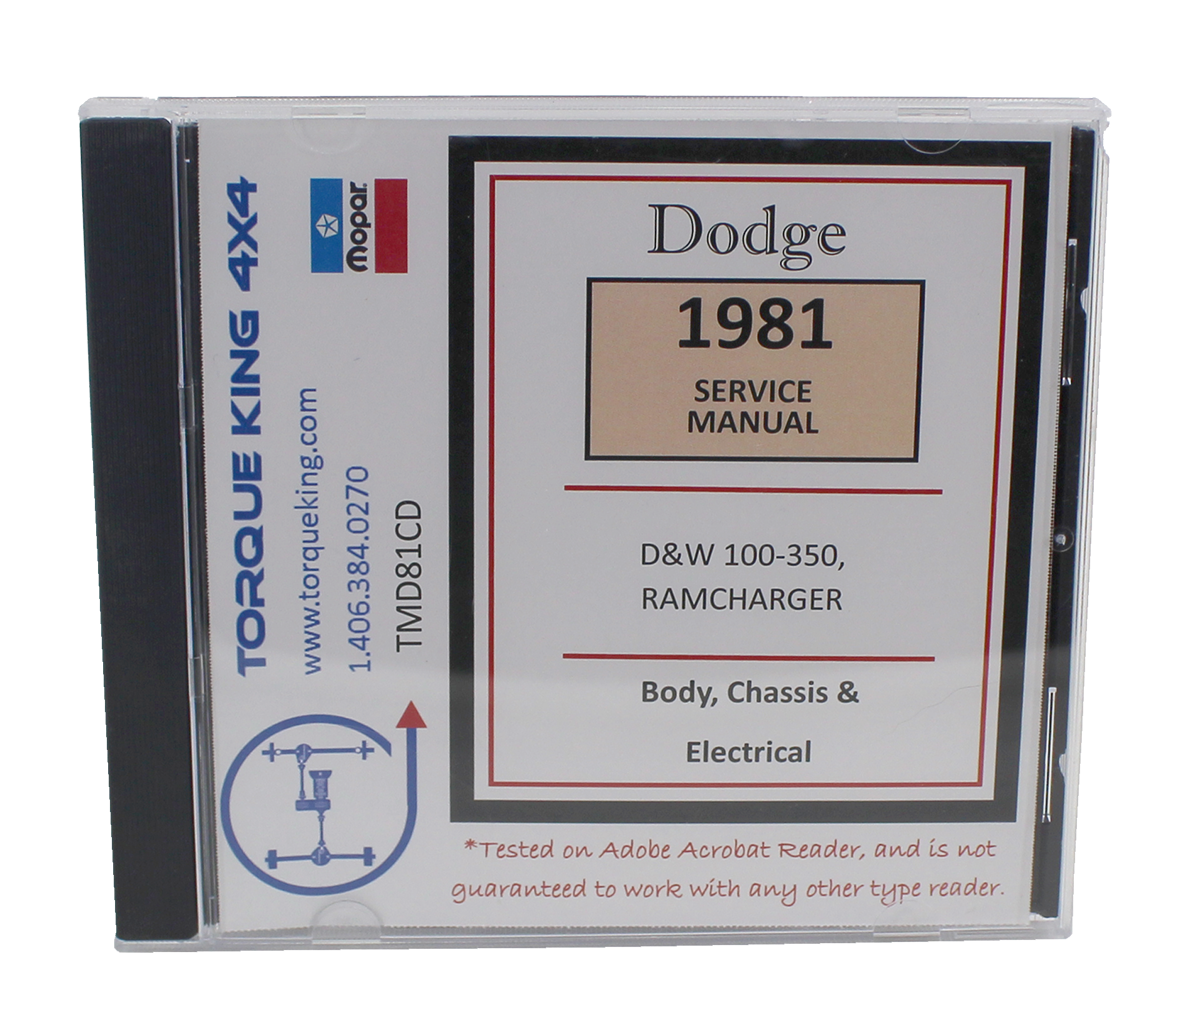 TORQUE KING 4X4
www.torqueking.com
1.406.384.0270
TMD81CD
Mopar.
Dodge
1981
SERVICE
MANUAL
D&W 100-350,
RAMCHARGER
Body, Chassis &
Electrical
*Tested on Adobe Acrobat Reader, and is not
guaranteed to work with any other type reader.